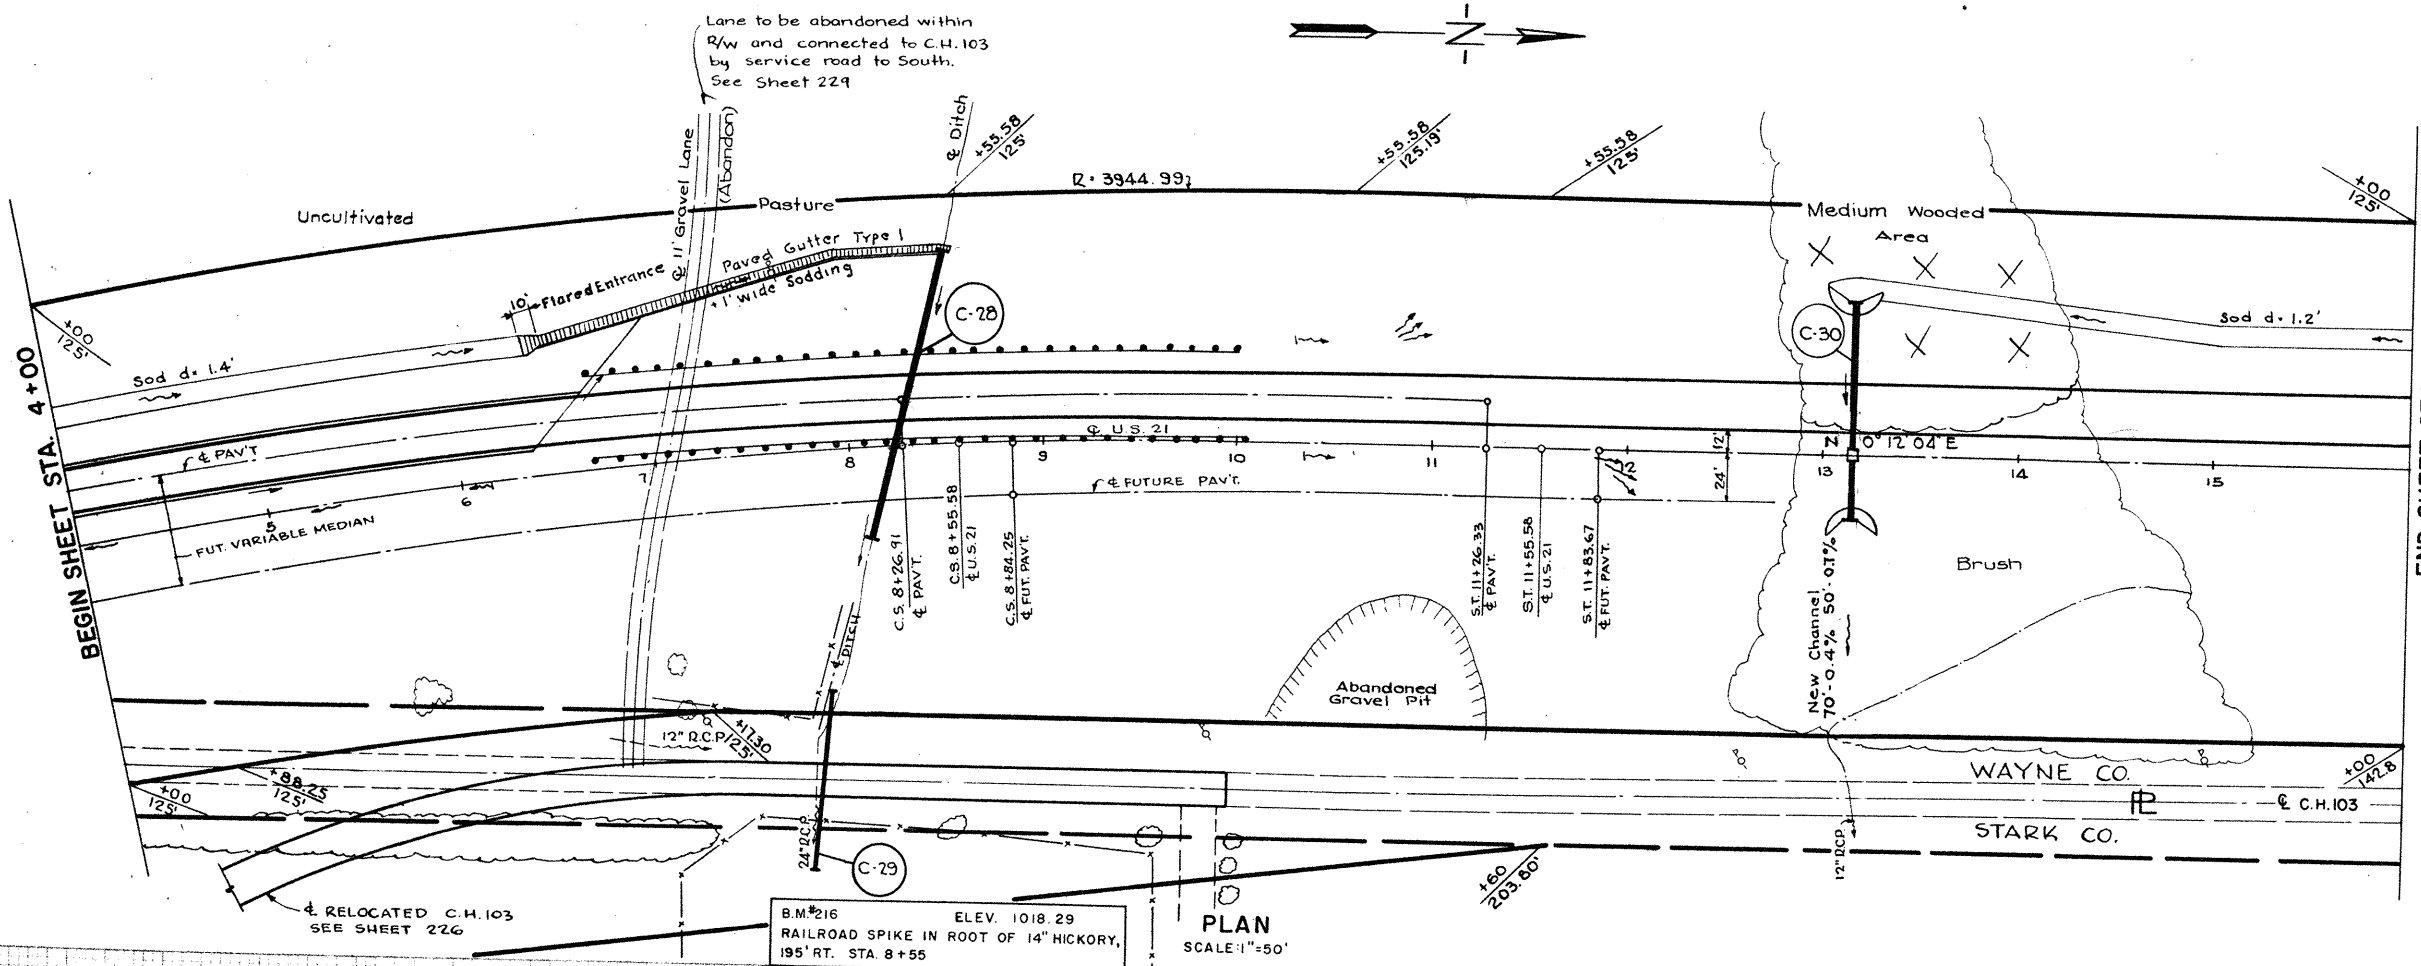 Lane to be abandoned within
R/W and connected to C.H. 103
by service road to South.
See Sheet 229
N
℄ 11' Gravel Lane
(Abandon)
℄ Ditch
+55.58
125'
+55.58
125.19'
+55.58
125'
+00
125'
R = 3944.99
Uncultivated
Pasture
Medium Wooded
Area
Paved Gutter Type 1
+1' wide Sodding
Flared Entrance
10'
C-28
C-30
Sod d= 1.2'
Sod d= 1.4'
+00
125'
BEGIN SHEET STA. 4+00
℄ PAV'T
℄ U.S. 21
5
6
7
8
9
10
11
12
13
14
15
N 0° 12' 04" E
12'
24'
FUT. VARIABLE MEDIAN
℄ FUTURE PAV'T.
C.S. 8+26.91
℄ PAV'T.
C.S. 8+55.58
℄ U.S. 21
C.S. 8+84.25
℄ FUT. PAV'T.
S.T. 11+26.33
℄ PAV'T.
S.T. 11+55.58
℄ U.S. 21
S.T. 11+83.67
℄ FUT. PAV'T.
New Channel
70'-0.4% 50'-0.7%
Brush
℄ DITCH
Abandoned
Gravel Pit
12" R.C.P.
+17.30
125'
+88.25
125'
+00
125'
24" R.C.P.
C-29
WAYNE CO.
STARK CO.
PL
℄ C.H. 103
+00
142.8
12" R.C.P.
+60
203.80'
℄ RELOCATED C.H. 103
SEE SHEET 226
B.M.#216 ELEV. 1018.29
RAILROAD SPIKE IN ROOT OF 14" HICKORY,
195' RT. STA. 8+55
PLAN
SCALE: 1"=50'